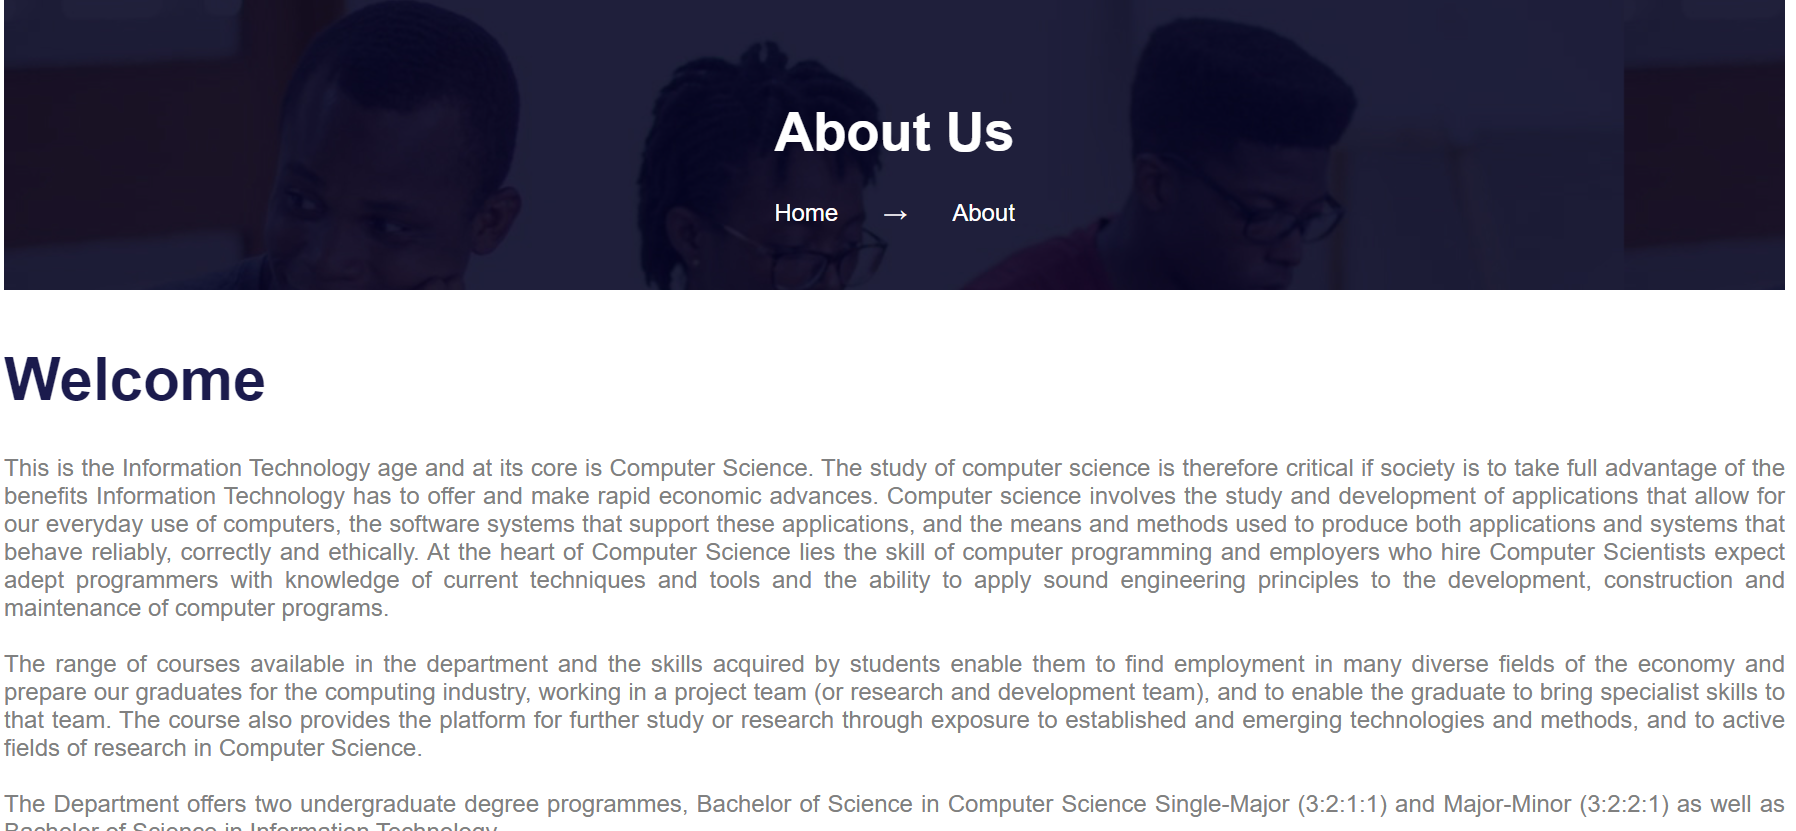 About Us
Home → About
Welcome
This is the Information Technology age and at its core is Computer Science. The study of computer science is therefore critical if society is to take full advantage of the
benefits Information Technology has to offer and make rapid economic advances. Computer science involves the study and development of applications that allow for
our everyday use of computers, the software systems that support these applications, and the means and methods used to produce both applications and systems that
behave reliably, correctly and ethically. At the heart of Computer Science lies the skill of computer programming and employers who hire Computer Scientists expect
adept programmers with knowledge of current techniques and tools and the ability to apply sound engineering principles to the development, construction and
maintenance of computer programs.
The range of courses available in the department and the skills acquired by students enable them to find employment in many diverse fields of the economy and
prepare our graduates for the computing industry, working in a project team (or research and development team), and to enable the graduate to bring specialist skills to
that team. The course also provides the platform for further study or research through exposure to established and emerging technologies and methods, and to active
fields of research in Computer Science.
The Department offers two undergraduate degree programmes, Bachelor of Science in Computer Science Single-Major (3:2:1:1) and Major-Minor (3:2:2:1) as well as
Bachelor of Science in Information Technology